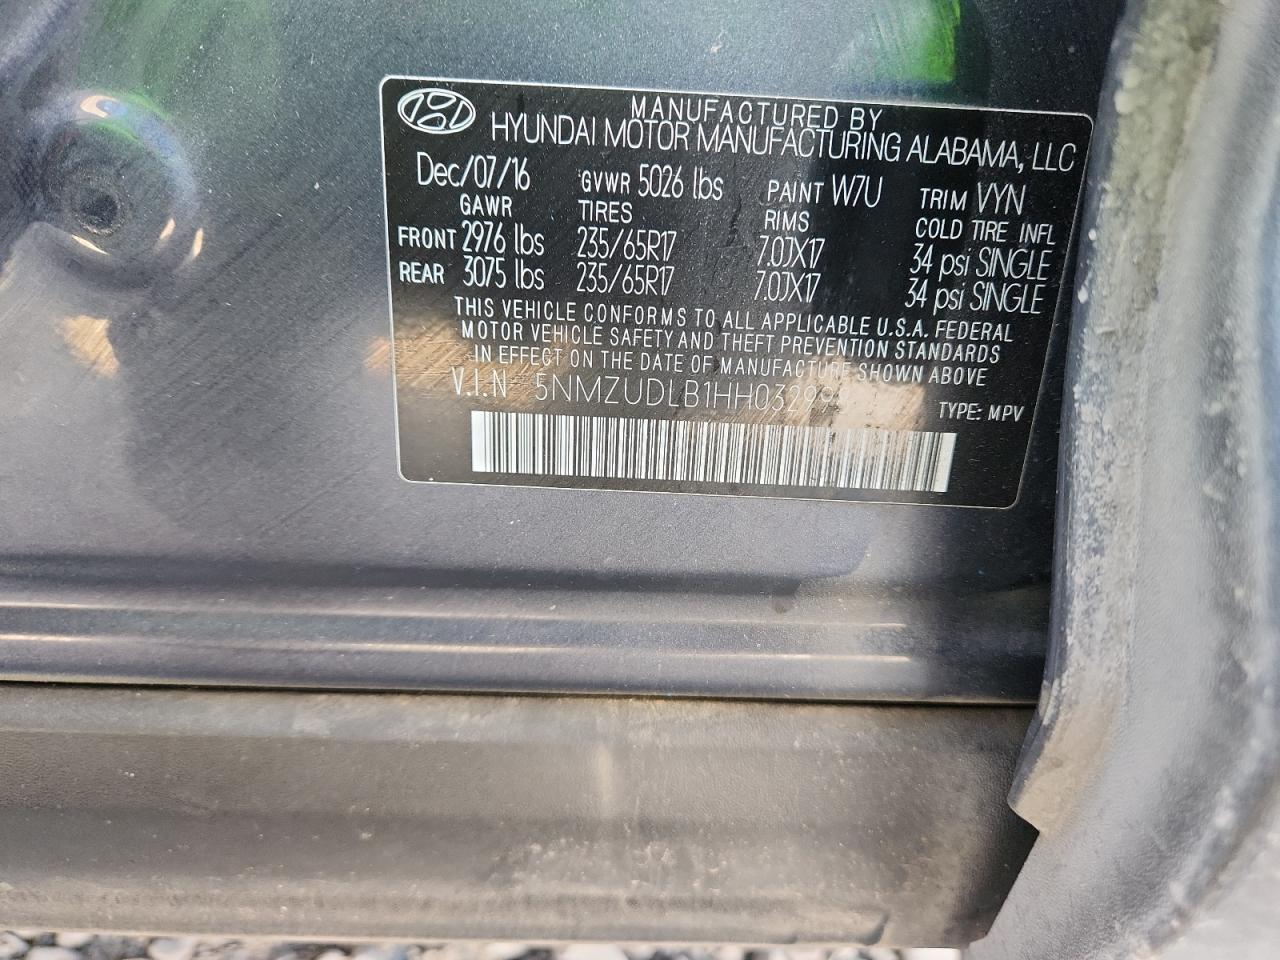 MANUFACTURED BY
HYUNDAI MOTOR MANUFACTURING ALABAMA, LLC
Dec/07/16 GVWR 5026 lbs PAINT W7U TRIM VYN
GAWR TIRES RIMS COLD TIRE INFL
FRONT 2976 lbs 235/65R17 7.0JX17 34 psi SINGLE
REAR 3075 lbs 235/65R17 7.0JX17 34 psi SINGLE
THIS VEHICLE CONFORMS TO ALL APPLICABLE U.S.A. FEDERAL
MOTOR VEHICLE SAFETY AND THEFT PREVENTION STANDARDS
IN EFFECT ON THE DATE OF MANUFACTURE SHOWN ABOVE
V.I.N
TYPE: MPV